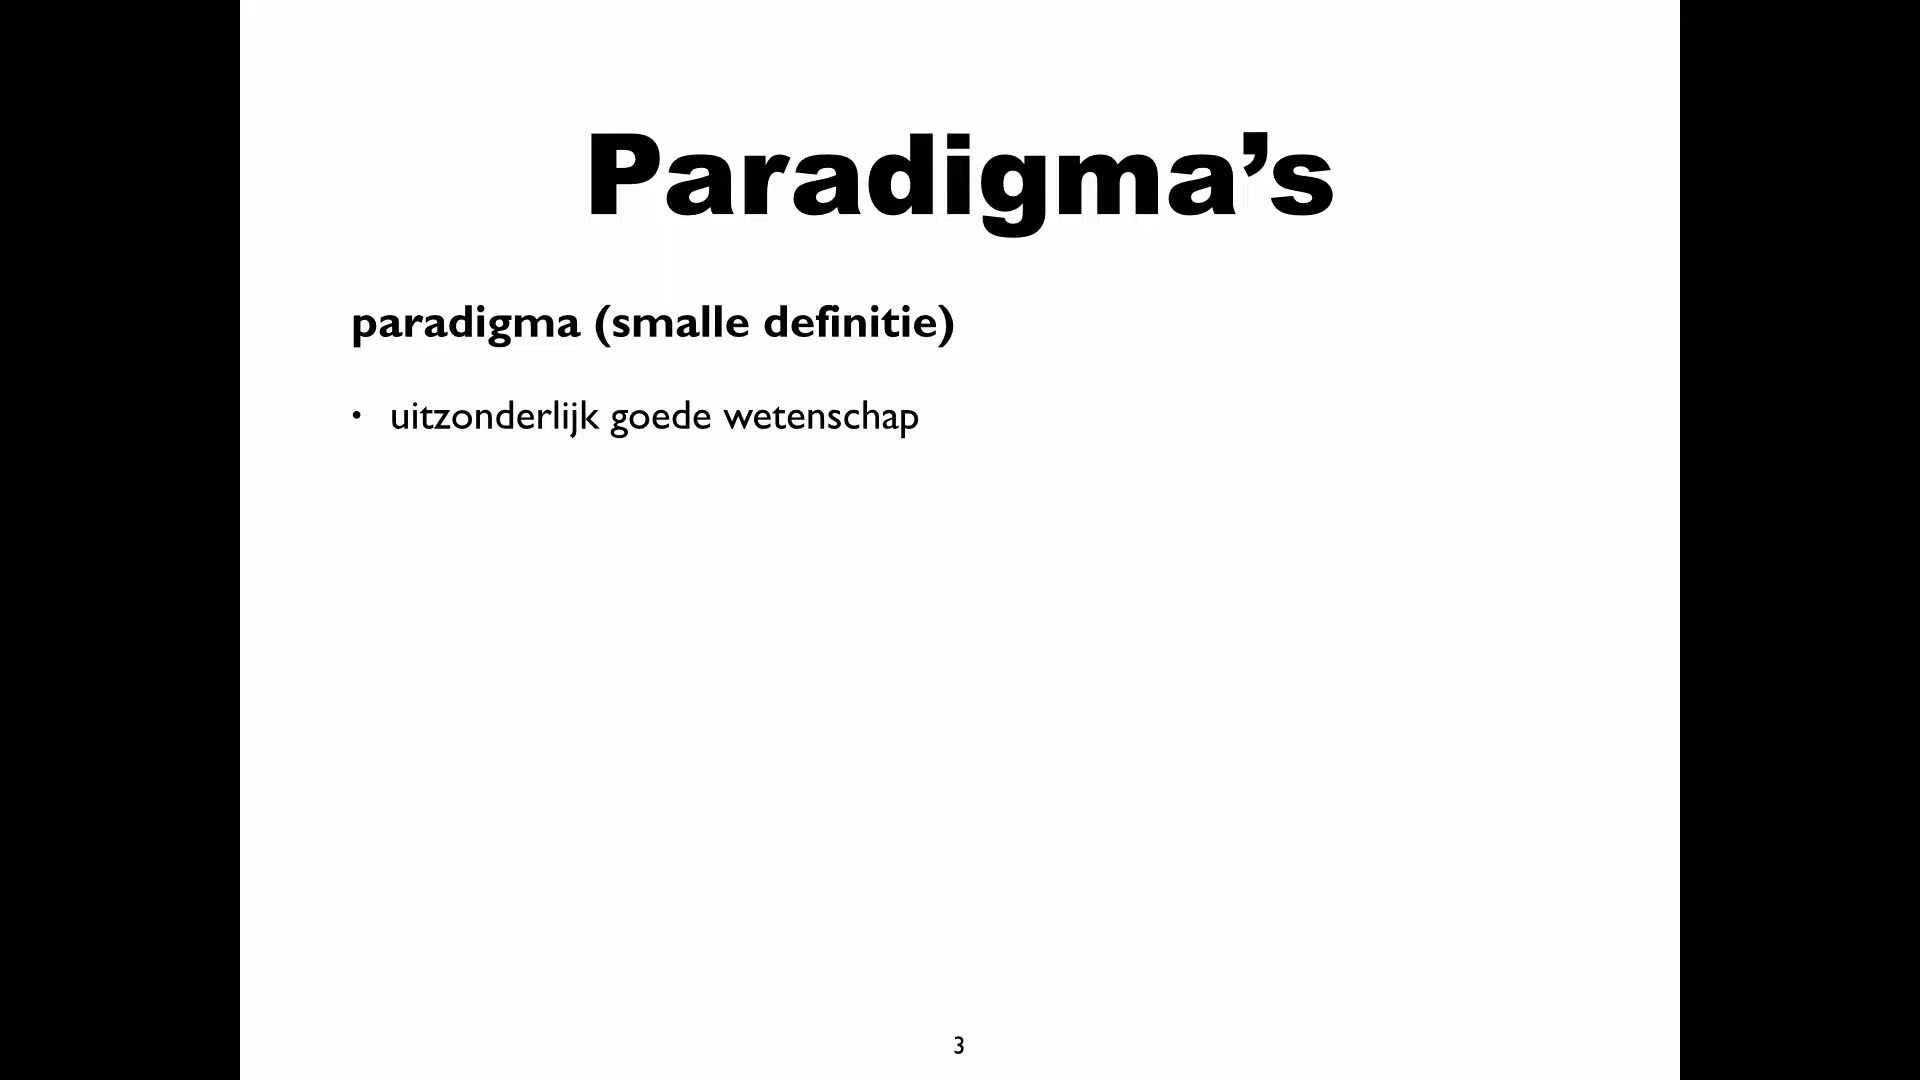 Paradigma’s
paradigma (smalle definitie)
• uitzonderlijk goede wetenschap
3